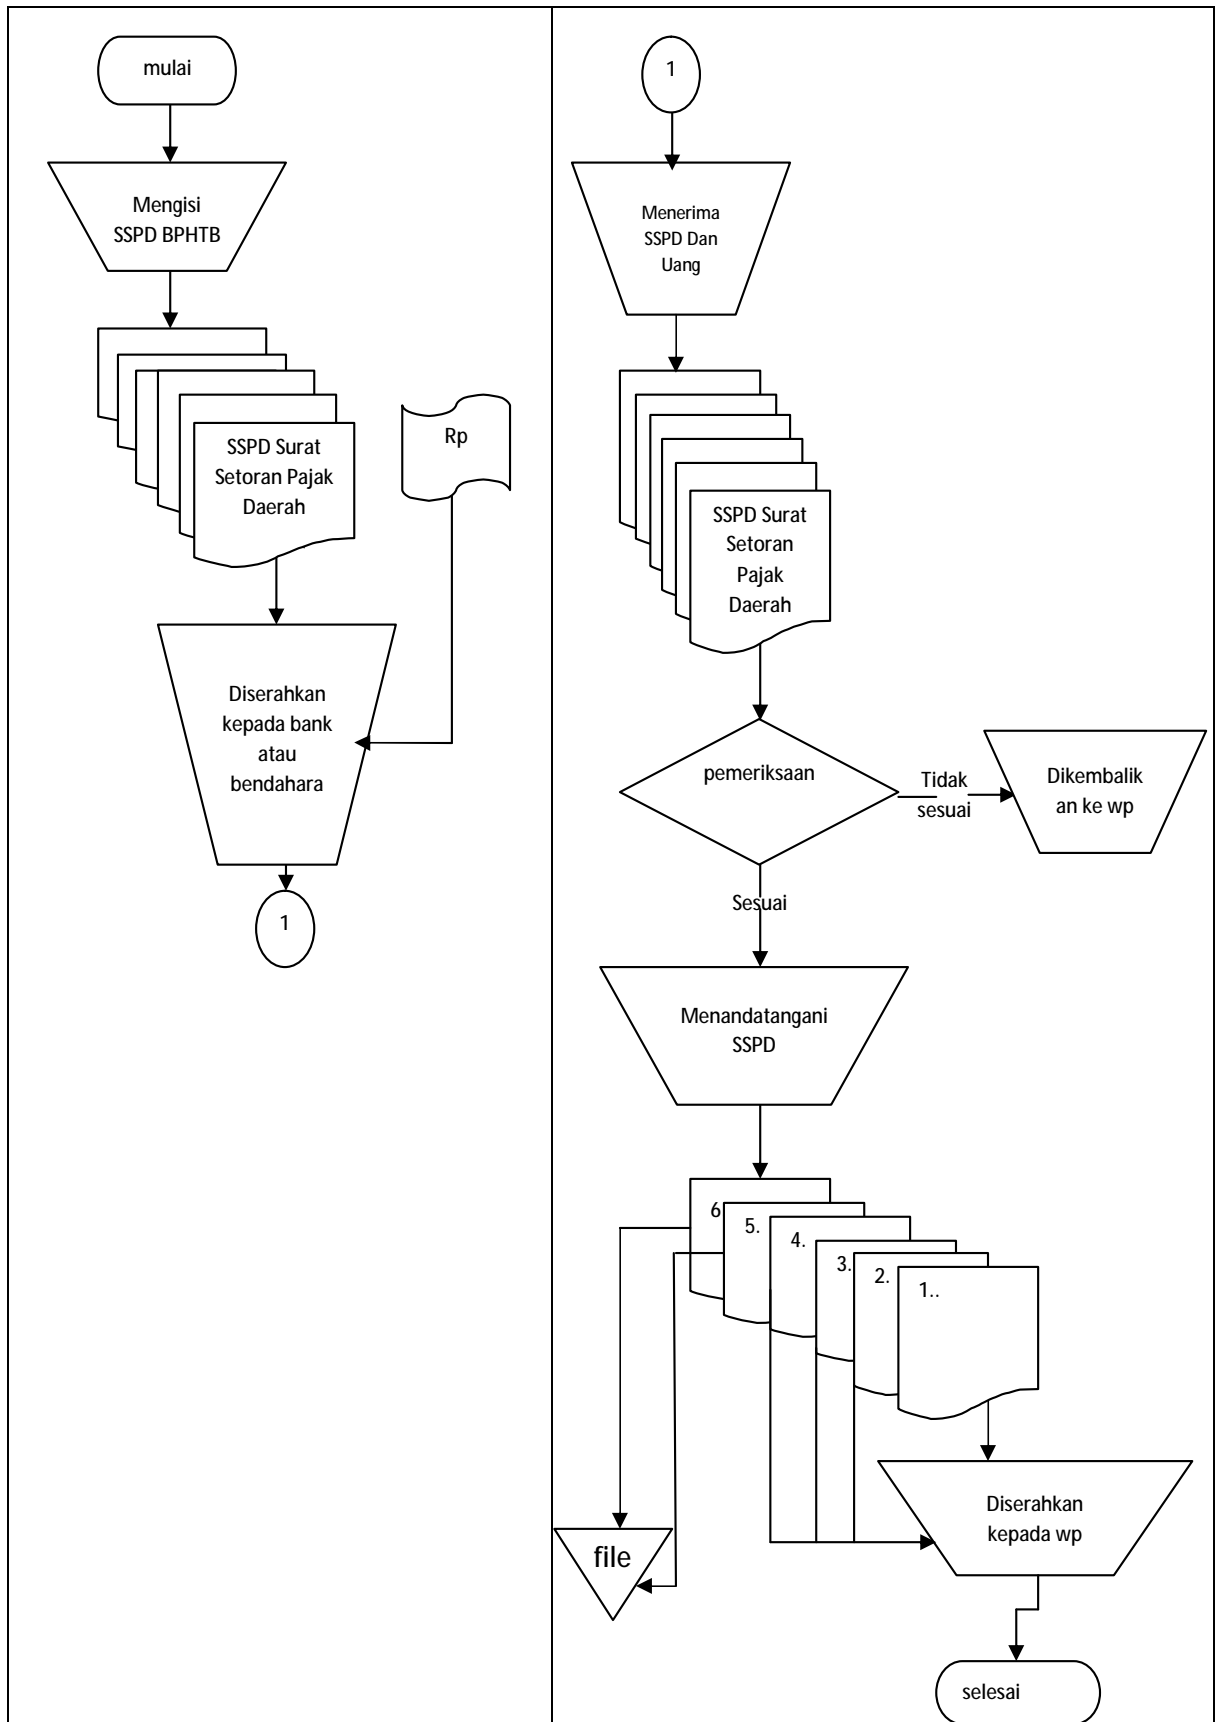 mulai
Mengisi
SSPD BPHTB
SSPD Surat
Setoran Pajak
Daerah
Rp
Diserahkan
kepada bank
atau
bendahara
1
1
Menerima
SSPD Dan
Uang
SSPD Surat
Setoran
Pajak
Daerah
pemeriksaan
Tidak
sesuai
Dikembalik
an ke wp
Sesuai
Menandatangani
SSPD
6
5.
4.
3.
2.
1..
Diserahkan
kepada wp
file
selesai